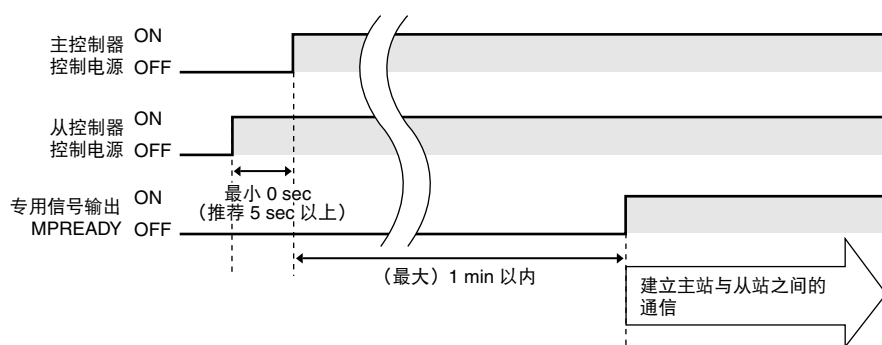 主控制器
控制电源
ON
OFF
从控制器
控制电源
ON
OFF
最小 0 sec
（推荐 5 sec 以上）
专用信号输出
MPREADY
ON
OFF
（最大）1 min 以内
建立主站与从站之间的
通信